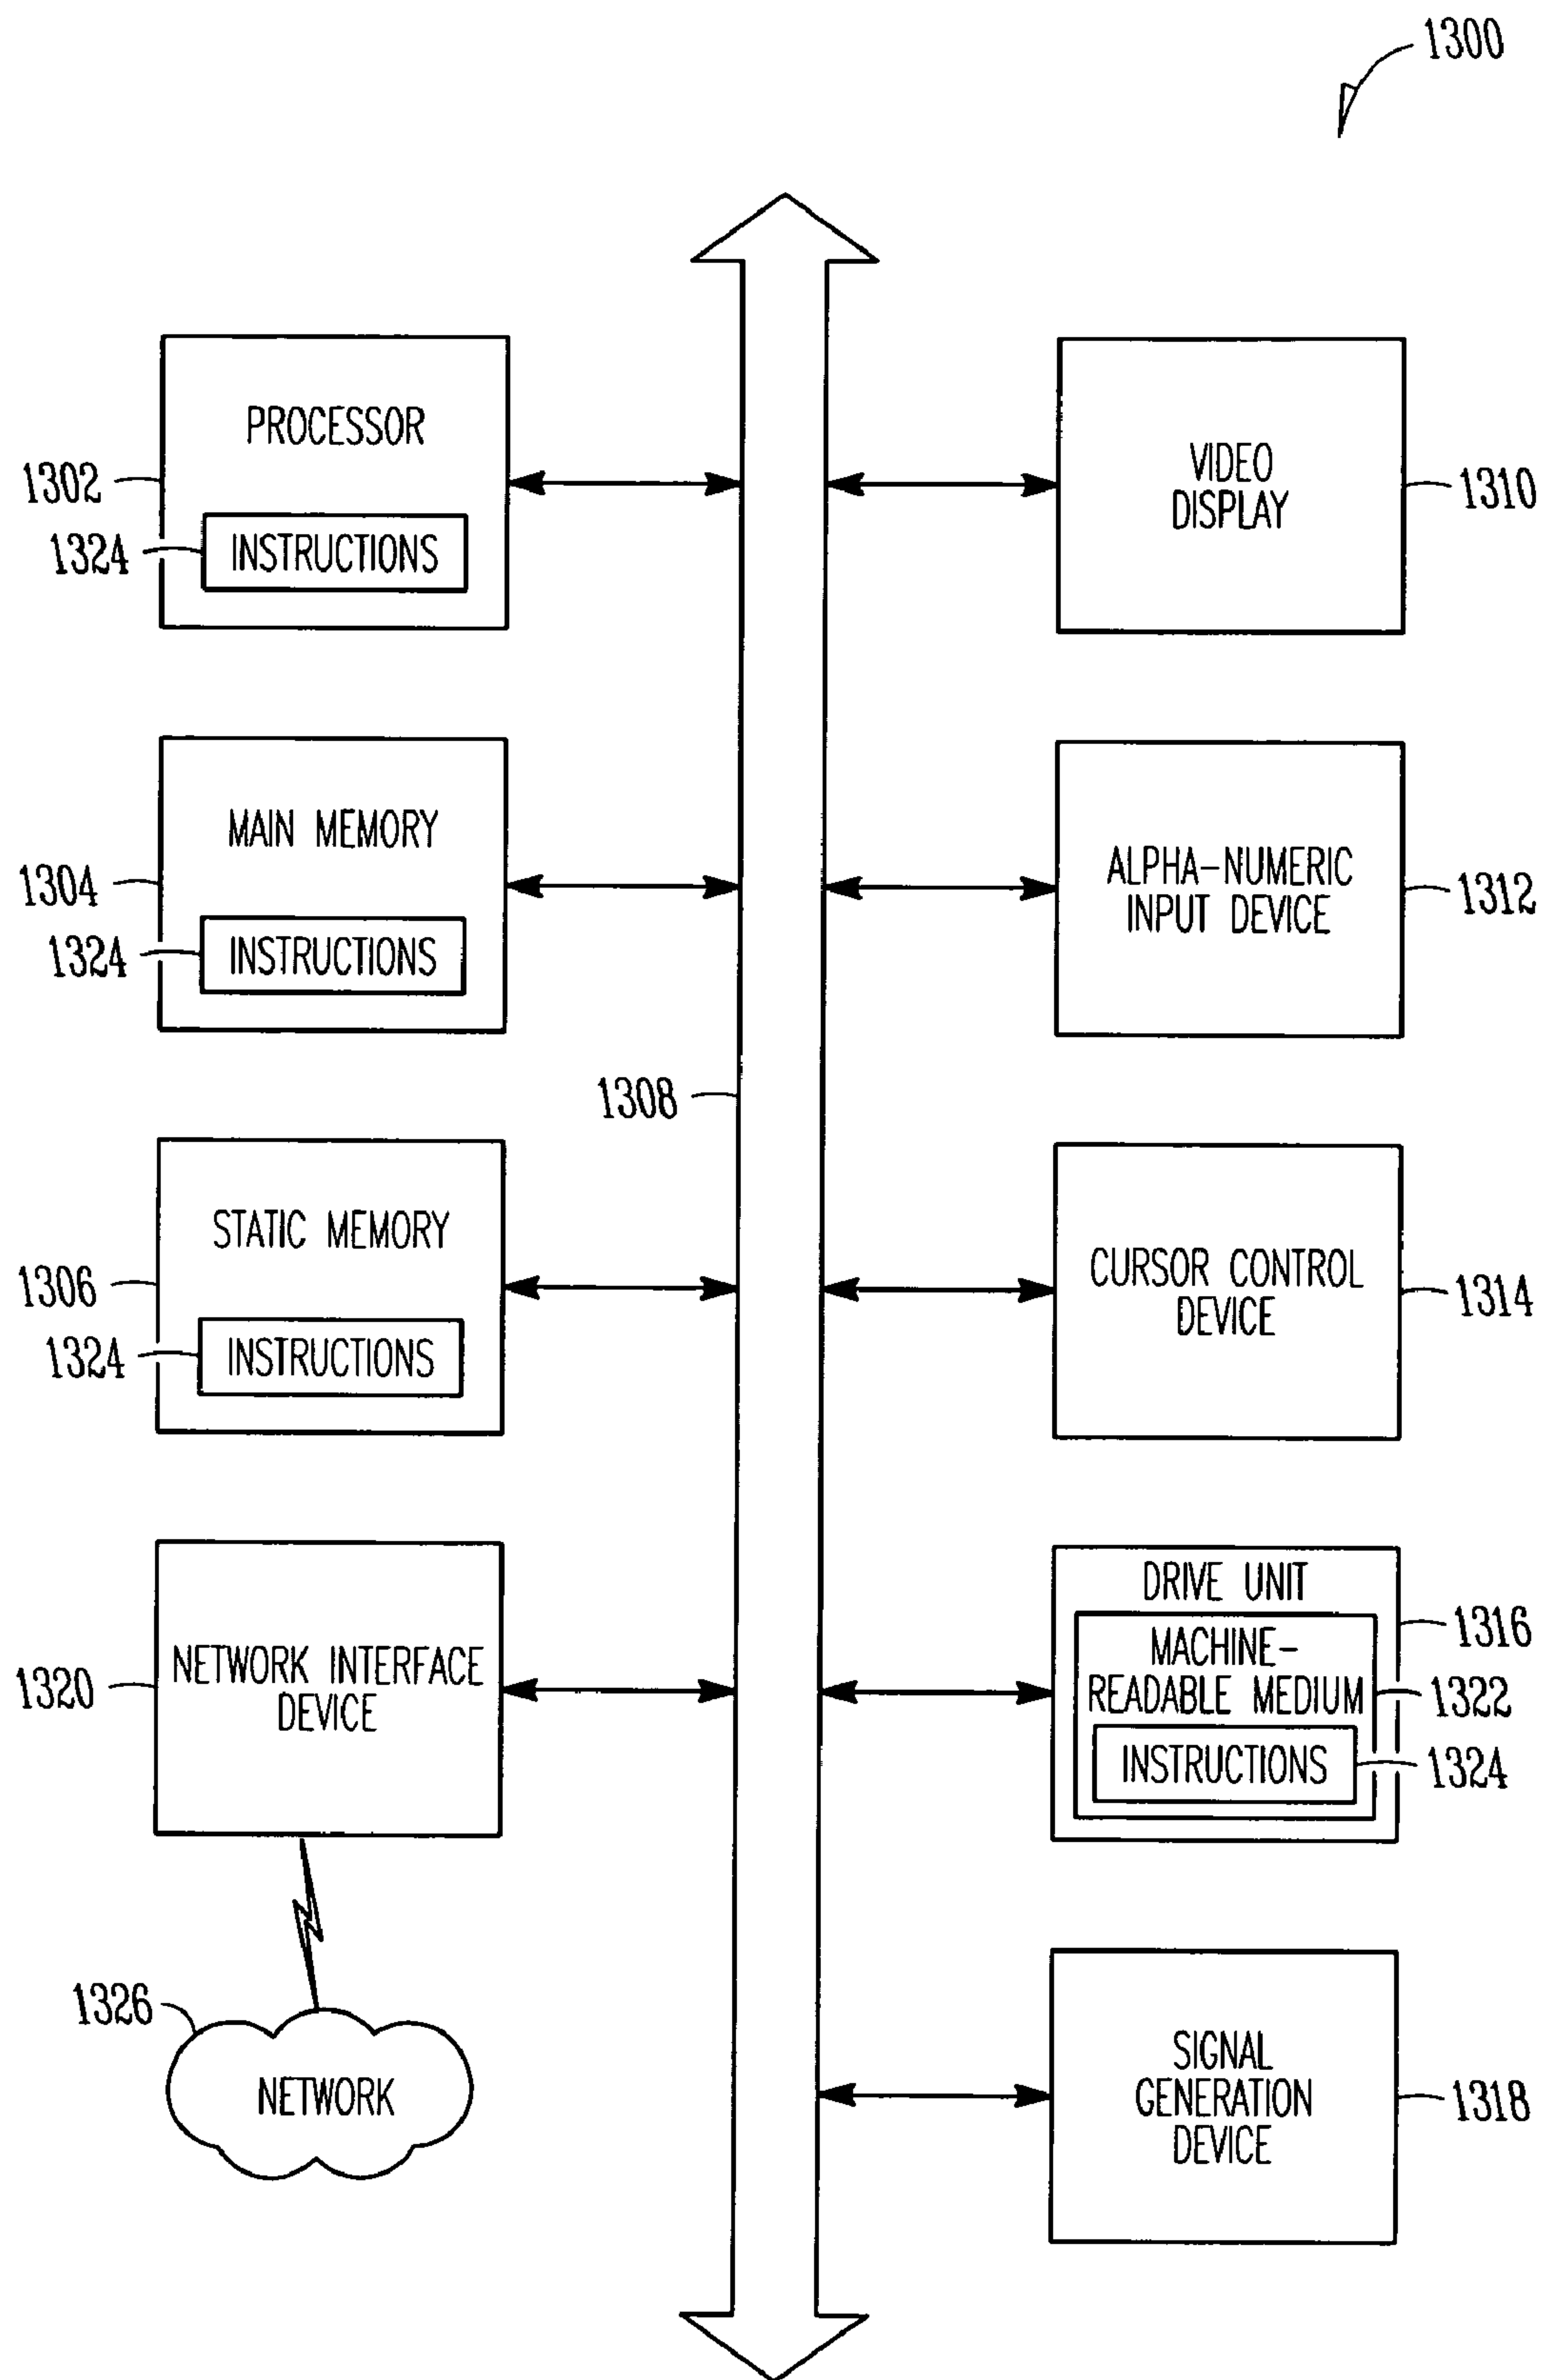 1300
PROCESSOR
1302
1324
INSTRUCTIONS
VIDEO
DISPLAY
1310
MAIN MEMORY
1304
1324
INSTRUCTIONS
ALPHA-NUMERIC
INPUT DEVICE
1312
1308
STATIC MEMORY
1306
1324
INSTRUCTIONS
CURSOR CONTROL
DEVICE
1314
NETWORK INTERFACE
DEVICE
1320
DRIVE UNIT
1316
MACHINE-
READABLE MEDIUM
1322
INSTRUCTIONS
1324
1326
NETWORK
SIGNAL
GENERATION
DEVICE
1318